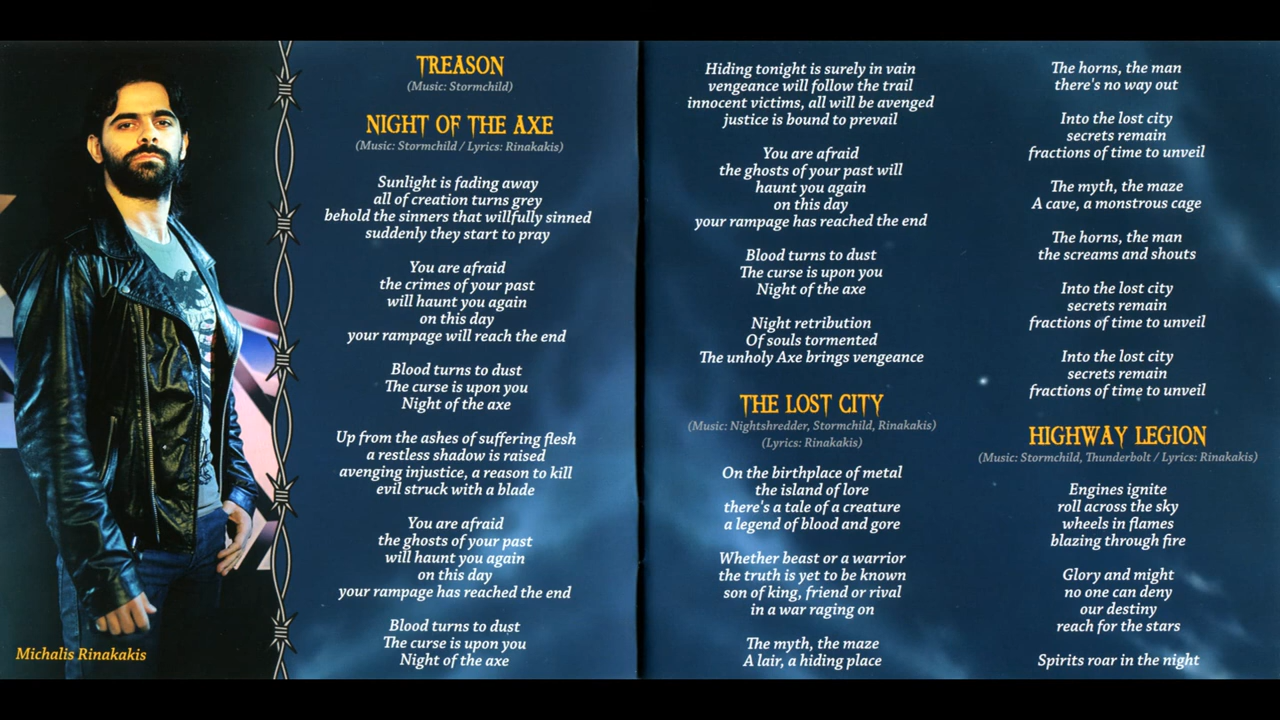 Michalis Rinakakis
TREASON
(Music: Stormchild)
NIGHT OF THE AXE
(Music: Stormchild / Lyrics: Rinakakis)
Sunlight is fading away
all of creation turns grey
behold the sinners that willfully sinned
suddenly they start to pray
You are afraid
the crimes of your past
will haunt you again
on this day
your rampage will reach the end
Blood turns to dust
The curse is upon you
Night of the axe
Up from the ashes of suffering flesh
a restless shadow is raised
avenging injustice, a reason to kill
evil struck with a blade
You are afraid
the ghosts of your past
will haunt you again
on this day
your rampage has reached the end
Blood turns to dust
The curse is upon you
Night of the axe
Hiding tonight is surely in vain
vengeance will follow the trail
innocent victims, all will be avenged
justice is bound to prevail
You are afraid
the ghosts of your past will
haunt you again
on this day
your rampage has reached the end
Blood turns to dust
The curse is upon you
Night of the axe
Night retribution
Of souls tormented
The unholy Axe brings vengeance
THE LOST CITY
(Music: Nightshredder, Stormchild, Rinakakis)
(Lyrics: Rinakakis)
On the birthplace of metal
the island of lore
there's a tale of a creature
a legend of blood and gore
Whether beast or a warrior
the truth is yet to be known
son of king, friend or rival
in a war raging on
The myth, the maze
A lair, a hiding place
The horns, the man
there's no way out
Into the lost city
secrets remain
fractions of time to unveil
The myth, the maze
A cave, a monstrous cage
The horns, the man
the screams and shouts
Into the lost city
secrets remain
fractions of time to unveil
Into the lost city
secrets remain
fractions of time to unveil
HIGHWAY LEGION
(Music: Stormchild, Thunderbolt / Lyrics: Rinakakis)
Engines ignite
roll across the sky
wheels in flames
blazing through fire
Glory and might
no one can deny
our destiny
reach for the stars
Spirits roar in the night